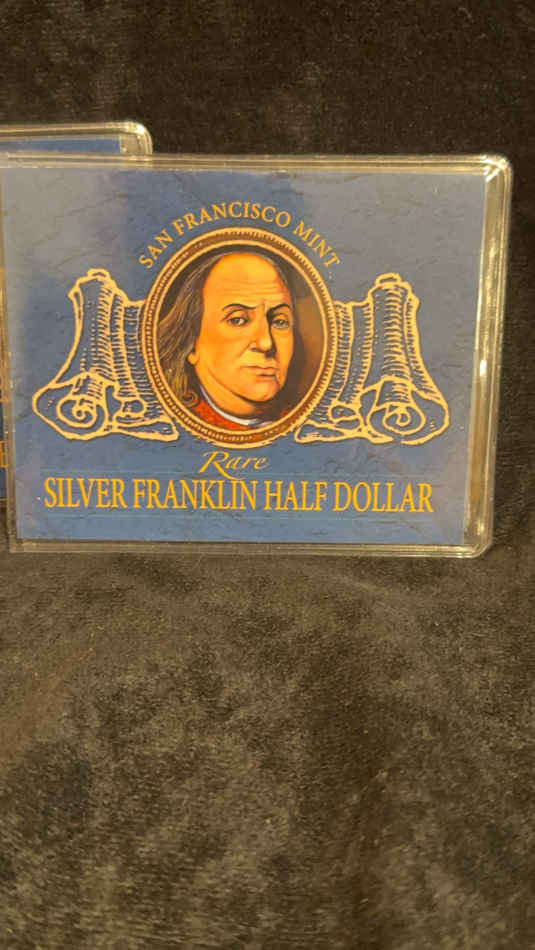 SAN FRANCISCO MINT
Rare
SILVER FRANKLIN HALF DOLLAR